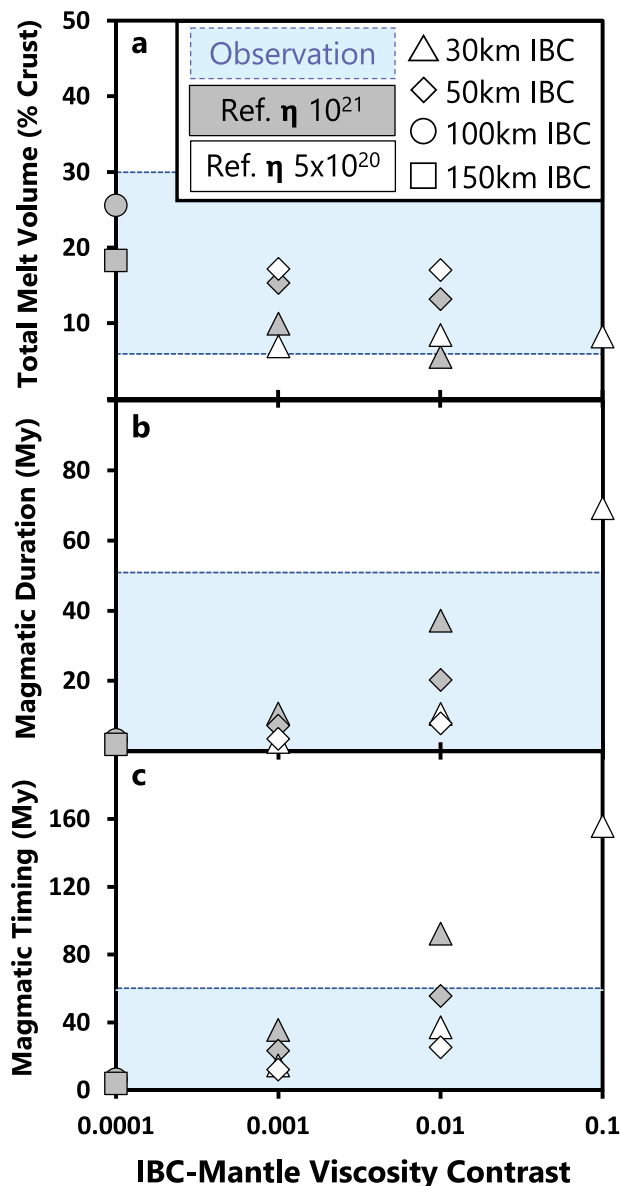 a
Observation
Ref. η 10²¹
Ref. η 5x10²⁰
30km IBC
50km IBC
100km IBC
150km IBC
Total Melt Volume (% Crust)
50
40
30
20
10
b
Magmatic Duration (My)
80
60
40
20
c
Magmatic Timing (My)
160
120
80
40
0
0.0001
0.001
0.01
0.1
IBC-Mantle Viscosity Contrast